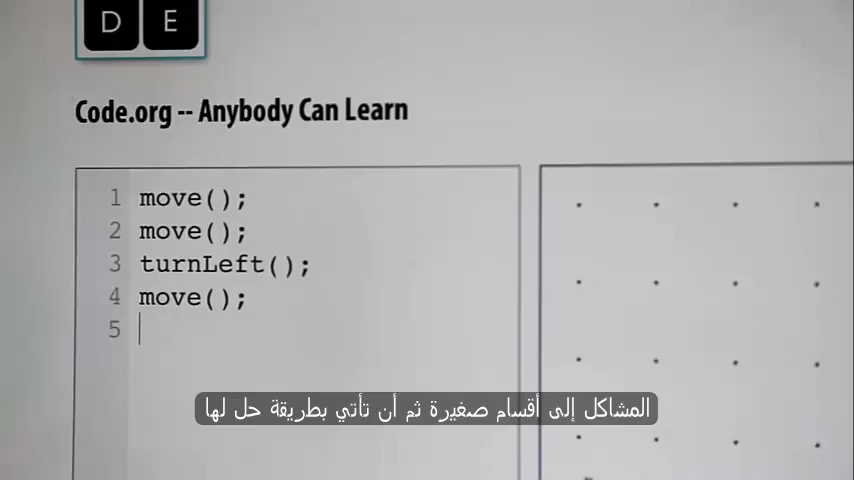 D E
Code.org -- Anybody Can Learn
1 move();
2 move();
3 turnLeft();
4 move();
5
المشاكل إلى أقسام صغيرة ثم أن تأتي بطريقة حل لها